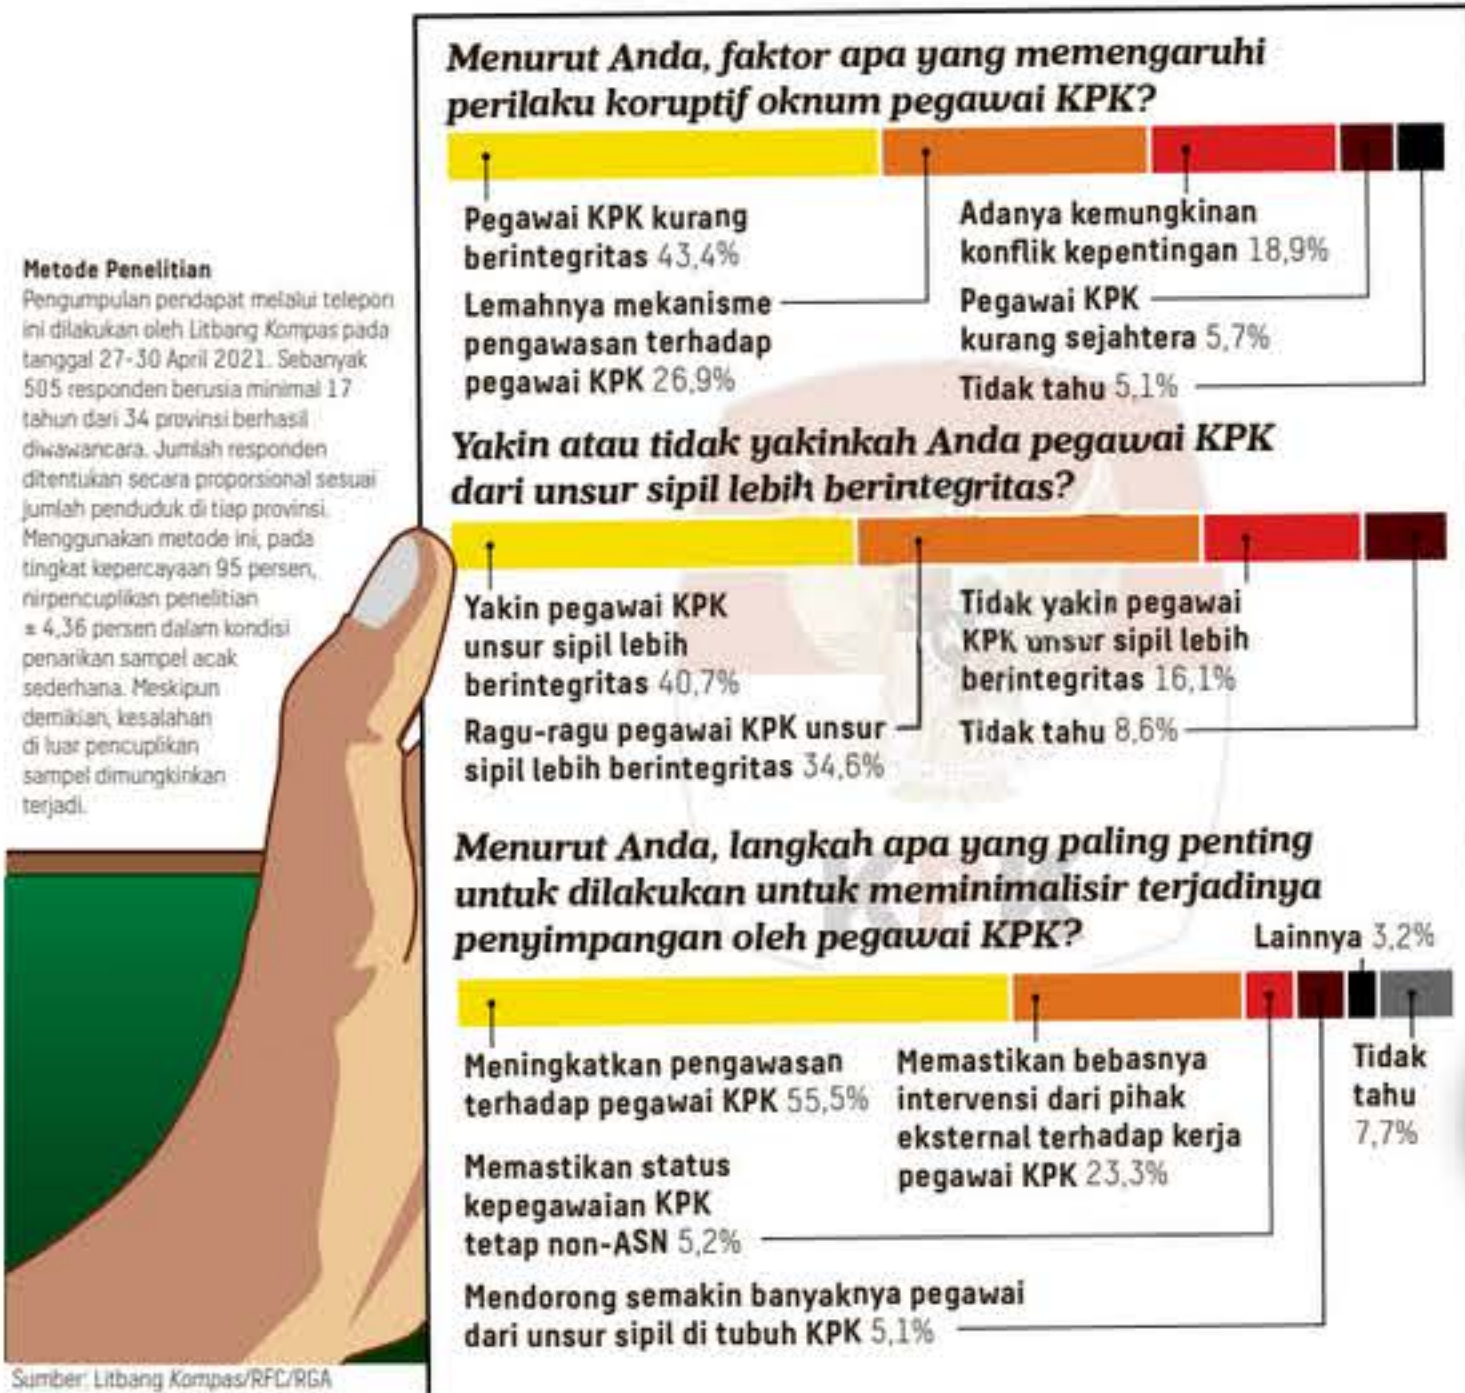 Menurut Anda, faktor apa yang memengaruhi
perilaku koruptif oknum pegawai KPK?
Pegawai KPK kurang
berintegritas 43,4%
Lemahnya mekanisme
pengawasan terhadap
pegawai KPK 26,9%
Adanya kemungkinan
konflik kepentingan 18,9%
Pegawai KPK
kurang sejahtera 5,7%
Tidak tahu 5,1%
Metode Penelitian
Pengumpulan pendapat melalui telepon
ini dilakukan oleh Litbang Kompas pada
tanggal 27-30 April 2021. Sebanyak
505 responden berusia minimal 17
tahun dari 34 provinsi berhasil
diwawancara. Jumlah responden
ditentukan secara proporsional sesuai
jumlah penduduk di tiap provinsi.
Menggunakan metode ini, pada
tingkat kepercayaan 95 persen,
nirpencuplikan penelitian
± 4,36 persen dalam kondisi
penarikan sampel acak
sederhana. Meskipun
demikian, kesalahan
di luar pencuplikan
sampel dimungkinkan
terjadi.
Yakin atau tidak yakinkah Anda pegawai KPK
dari unsur sipil lebih berintegritas?
Yakin pegawai KPK
unsur sipil lebih
berintegritas 40,7%
Ragu-ragu pegawai KPK unsur
sipil lebih berintegritas 34,6%
Tidak yakin pegawai
KPK unsur sipil lebih
berintegritas 16,1%
Tidak tahu 8,6%
KPK
Menurut Anda, langkah apa yang paling penting
untuk dilakukan untuk meminimalisir terjadinya
penyimpangan oleh pegawai KPK?
Lainnya 3,2%
Meningkatkan pengawasan
terhadap pegawai KPK 55,5%
Memastikan bebasnya
intervensi dari pihak
eksternal terhadap kerja
pegawai KPK 23,3%
Tidak
tahu
7,7%
Memastikan status
kepegawaian KPK
tetap non-ASN 5,2%
Mendorong semakin banyaknya pegawai
dari unsur sipil di tubuh KPK 5,1%
Sumber: Litbang Kompas/RFC/RGA